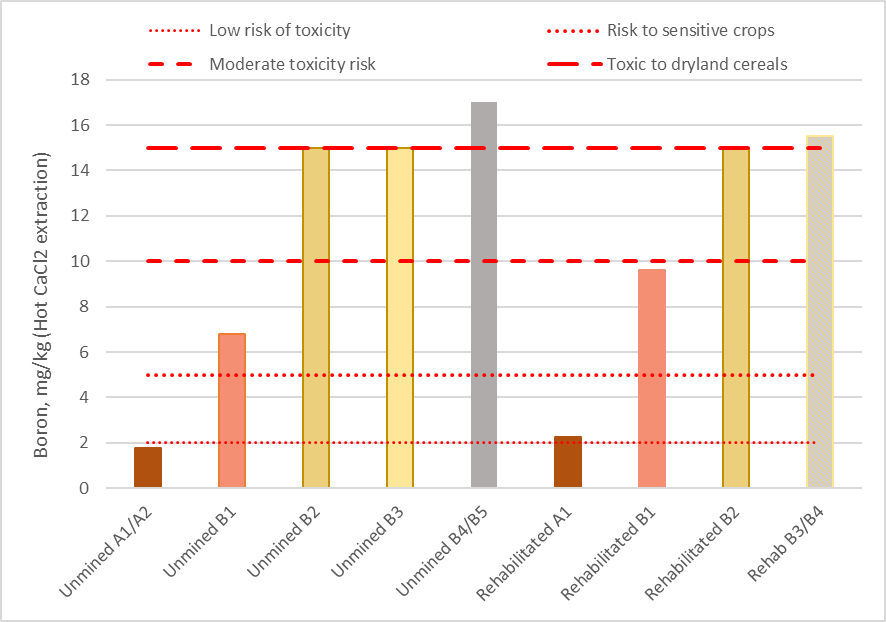 Low risk of toxicity
Risk to sensitive crops
Moderate toxicity risk
Toxic to dryland cereals
Boron, mg/kg (Hot CaCl2 extraction)
18
16
14
12
10
8
6
4
2
0
Unmined A1/A2
Unmined B1
Unmined B2
Unmined B3
Unmined B4/B5
Rehabilitated A1
Rehabilitated B1
Rehabilitated B2
Rehab B3/B4